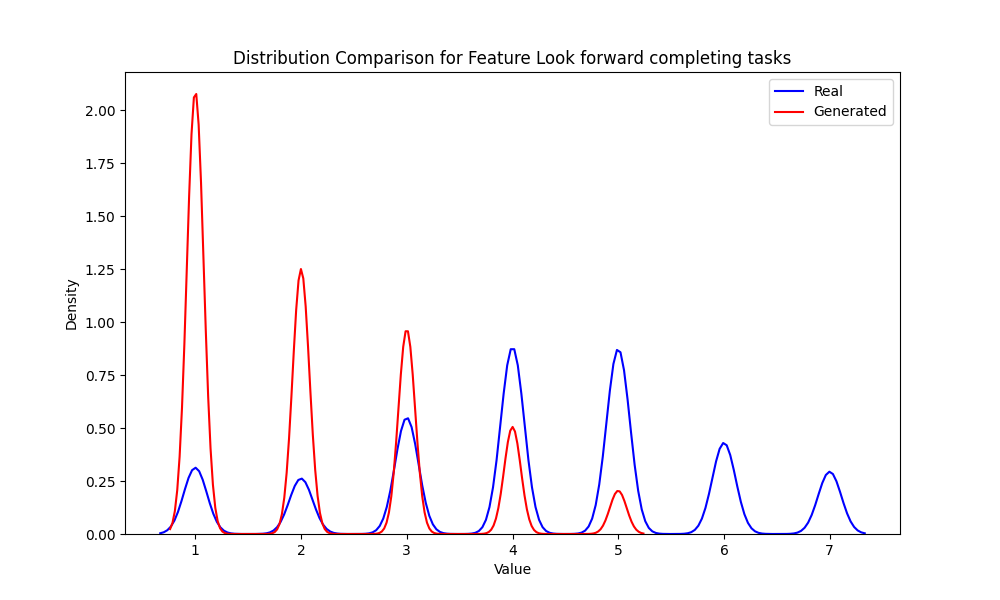 Distribution Comparison for Feature Look forward completing tasks
Real
Generated
Density
2.00
1.75
1.50
1.25
1.00
0.75
0.50
0.25
0.00
1 2 3 4 5 6 7
Value